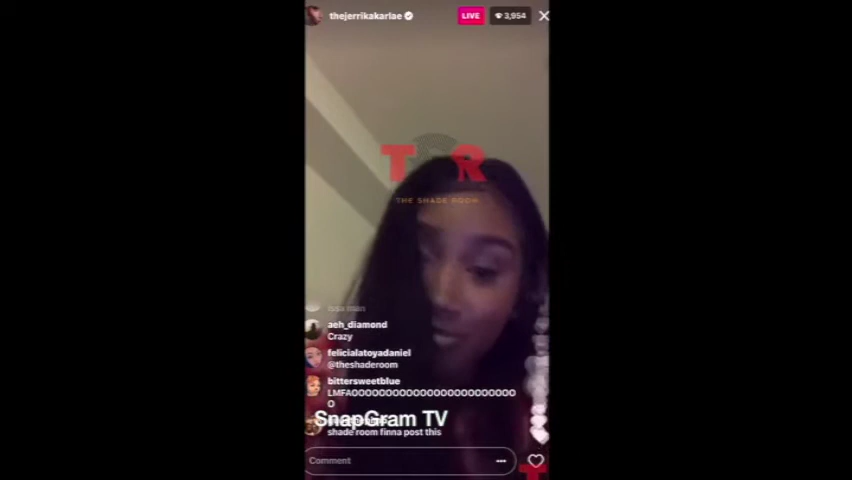 thejerrikakarlae
LIVE
3,954
T R
THE SHADE ROOM
aeh_diamond
Crazy
felicialatoyadaniel
@theshaderoom
bittersweetblue
LMFAOOOOOOOOOOOOOOOOOOOOOOOO
O
SnapGram TV
shade room finna post this
Comment